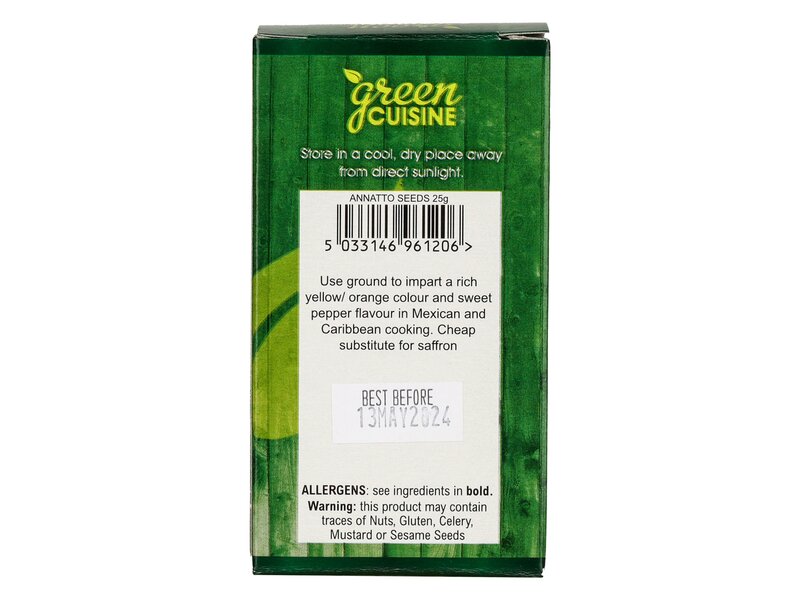 green
CUISINE
Store in a cool, dry place away
from direct sunlight.
ANNATTO SEEDS 25g
5 033146 961206 >
Use ground to impart a rich
yellow/ orange colour and sweet
pepper flavour in Mexican and
Caribbean cooking. Cheap
substitute for saffron
BEST BEFORE
13MAY2024
ALLERGENS: see ingredients in bold.
Warning: this product may contain
traces of Nuts, Gluten, Celery,
Mustard or Sesame Seeds